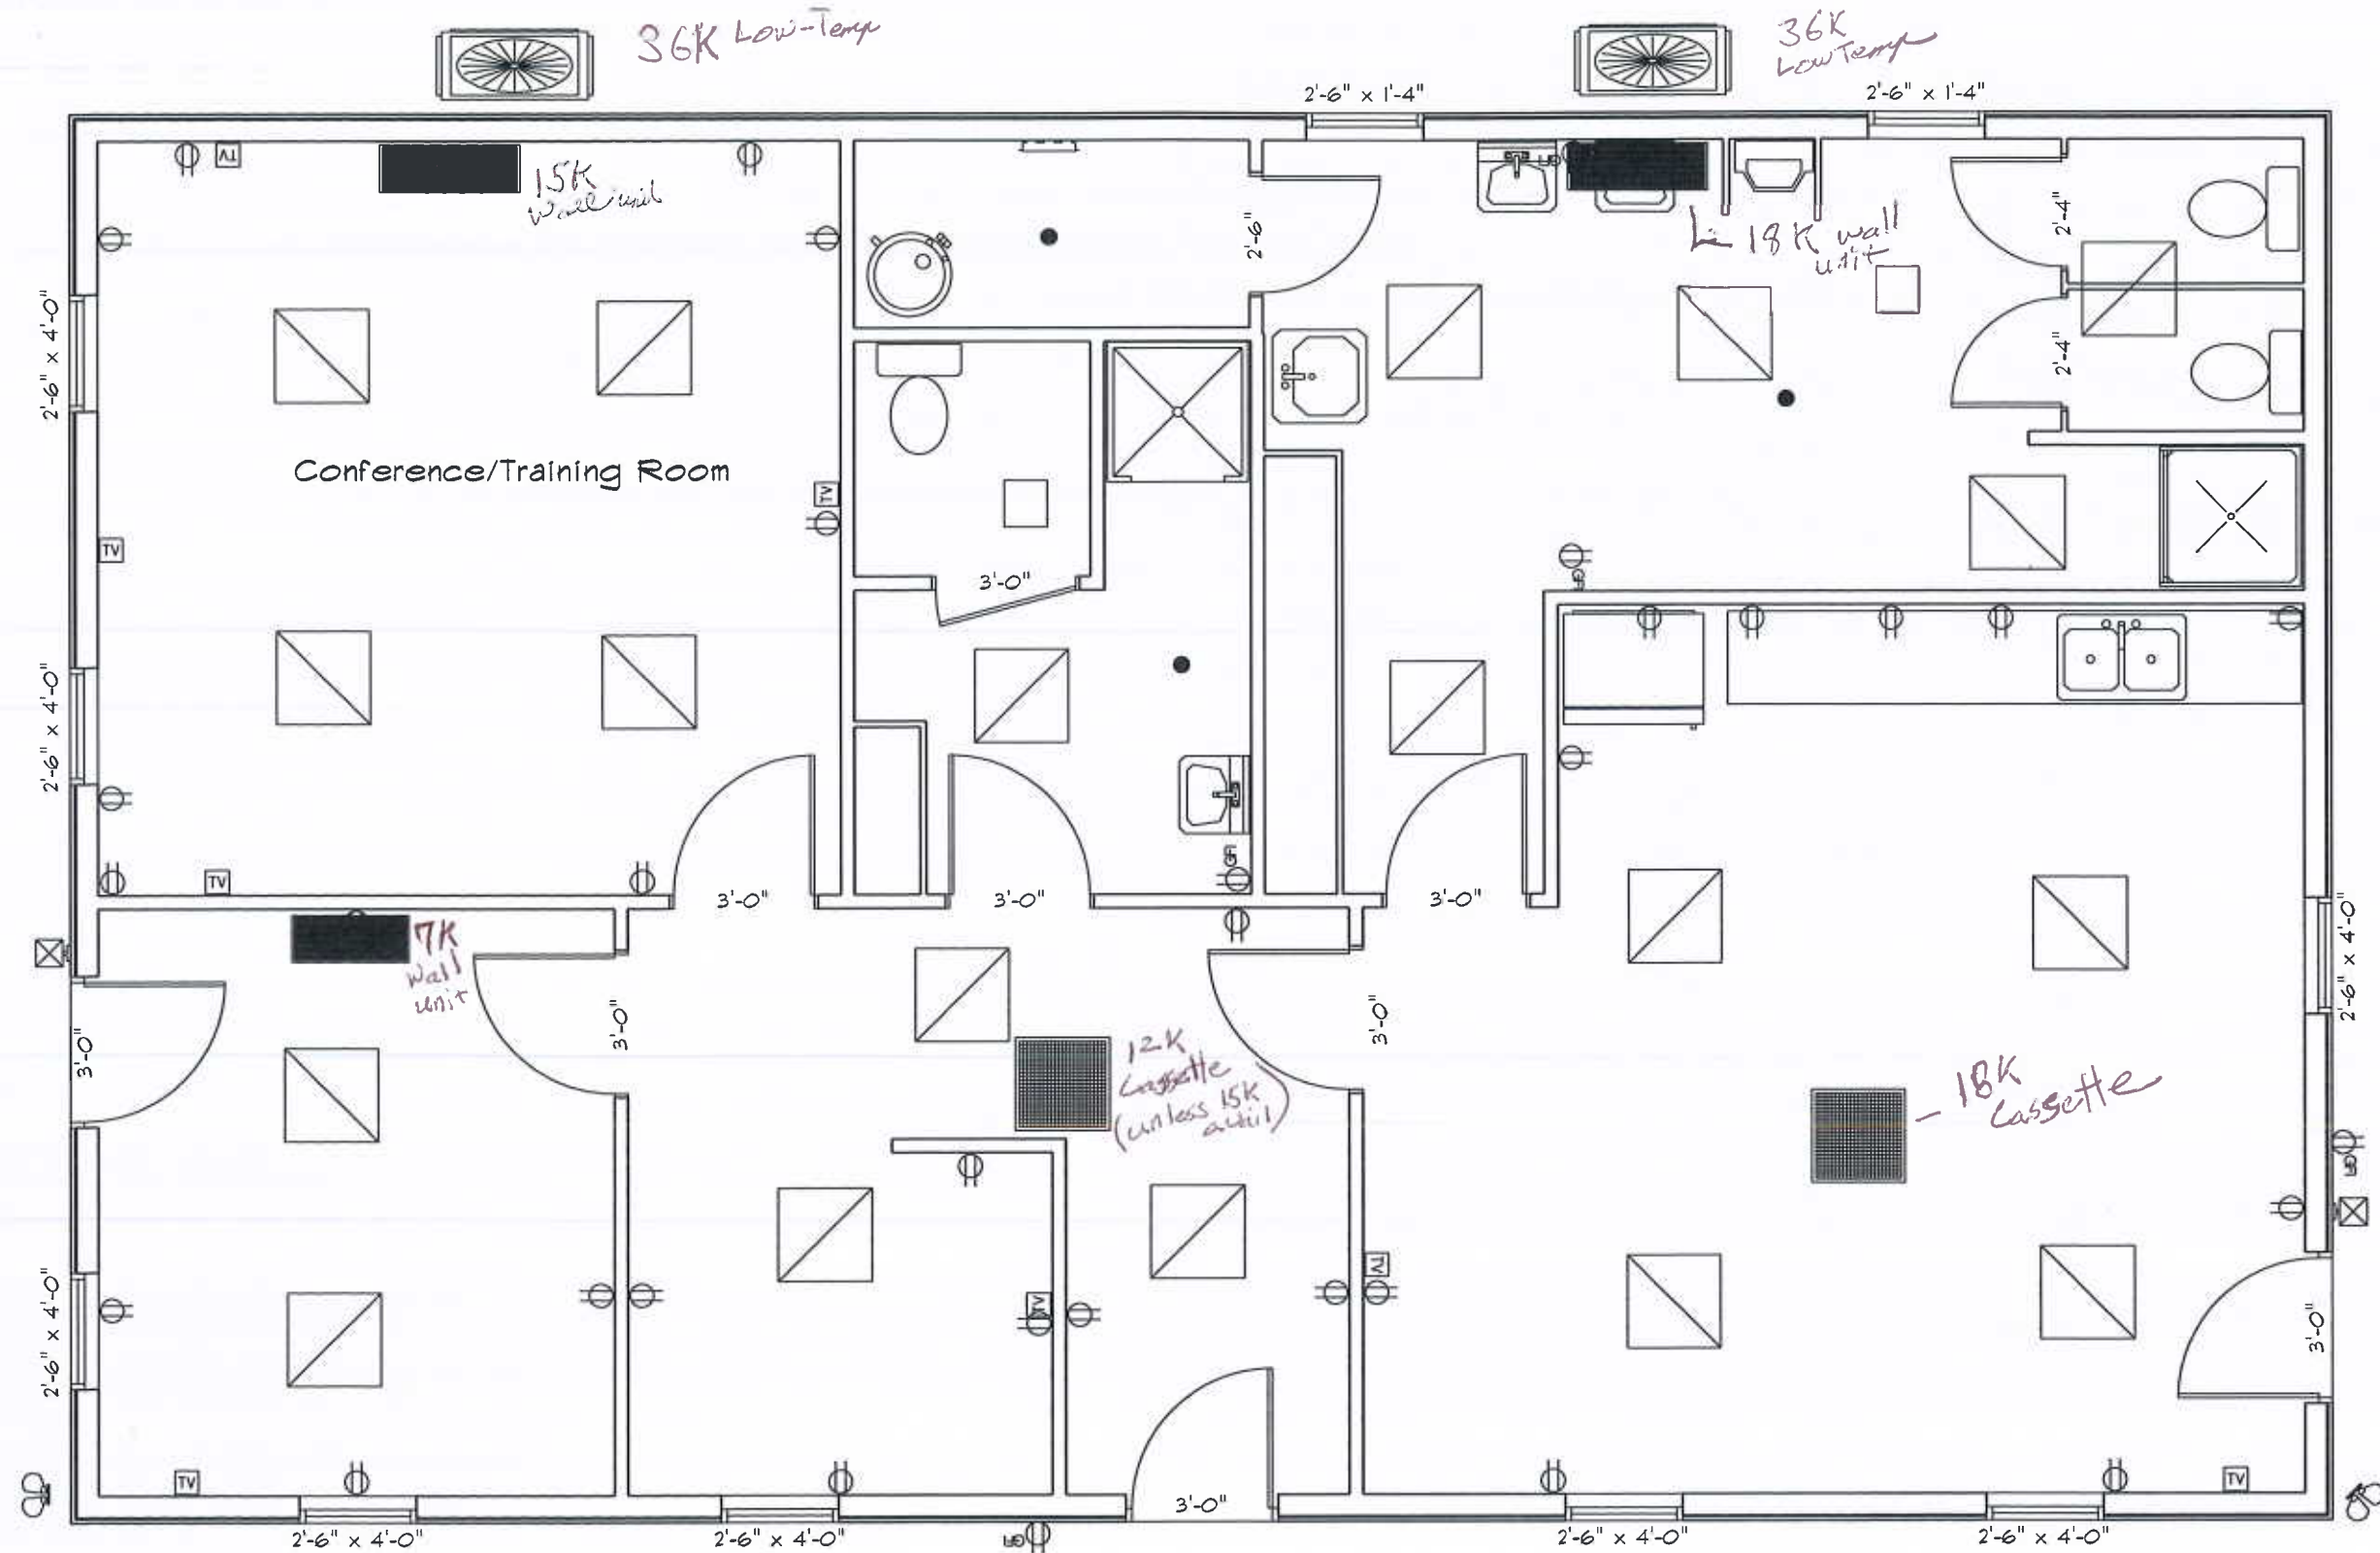 36K Low-Temp
36K
Low Temp
2'-6" x 1'-4"
2'-6" x 1'-4"
TV
15K
Wall unit
18K wall
unit
2'-6"
2'-4"
2'-4"
2'-6" x 4'-0"
Conference/Training Room
TV
TV
3'-0"
GFI
2'-6" x 4'-0"
TV
GFI
3'-0"
3'-0"
3'-0"
7K
Wall
unit
3'-0"
3'-0"
3'-0"
2'-6" x 4'-0"
12K
Cassette
(unless 15K
avail)
18K
Cassette
GFI
TV
TV
2'-6" x 4'-0"
3'-0"
TV
TV
3'-0"
2'-6" x 4'-0"
2'-6" x 4'-0"
2'-6" x 4'-0"
2'-6" x 4'-0"